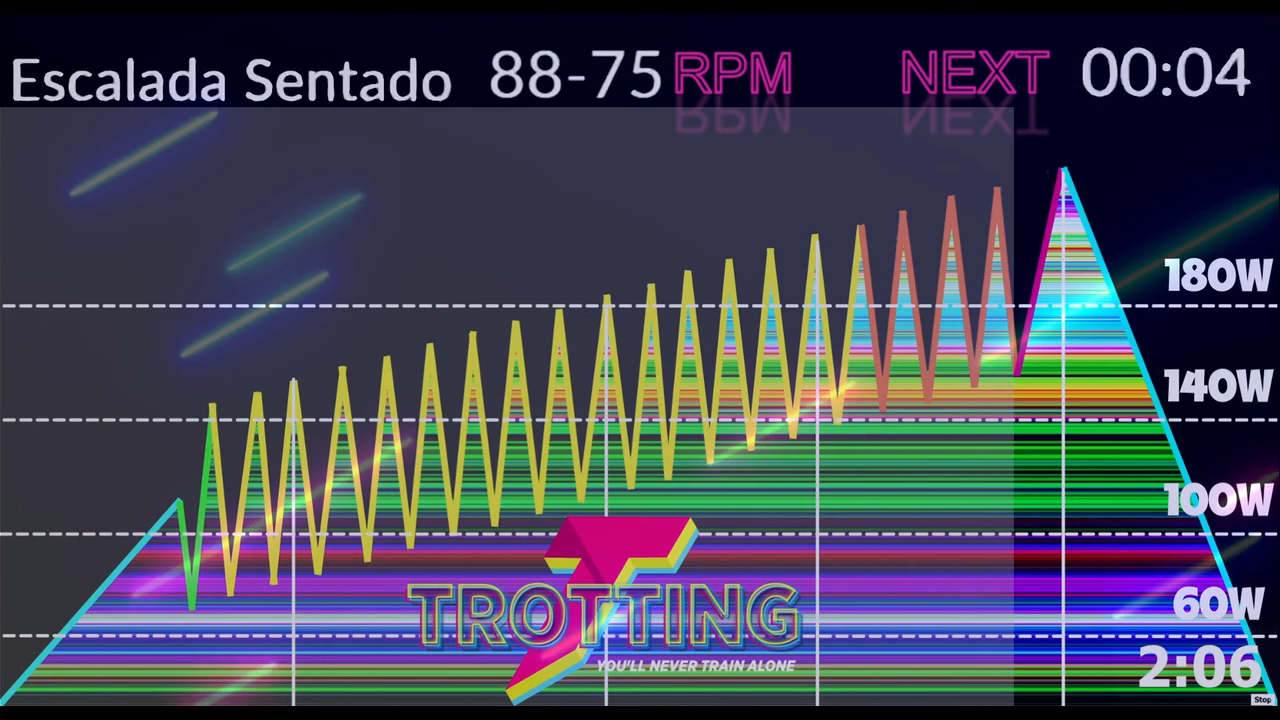 Escalada Sentado 88-75 RPM NEXT 00:04
180W
140W
100W
60W
TROTTING
YOU'LL NEVER TRAIN ALONE
2:06
Stop